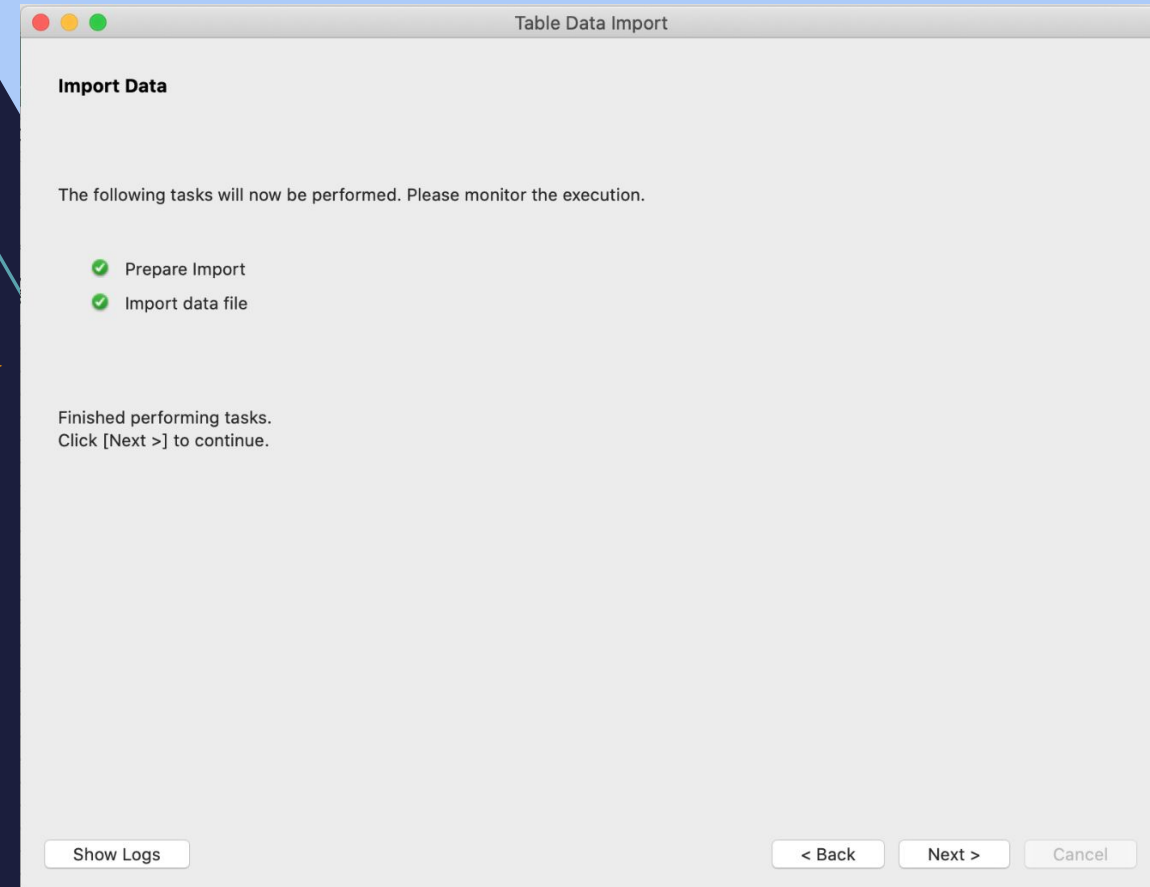 Table Data Import
Import Data
The following tasks will now be performed. Please monitor the execution.
Prepare Import
Import data file
Finished performing tasks.
Click [Next >] to continue.
Show Logs
< Back
Next >
Cancel